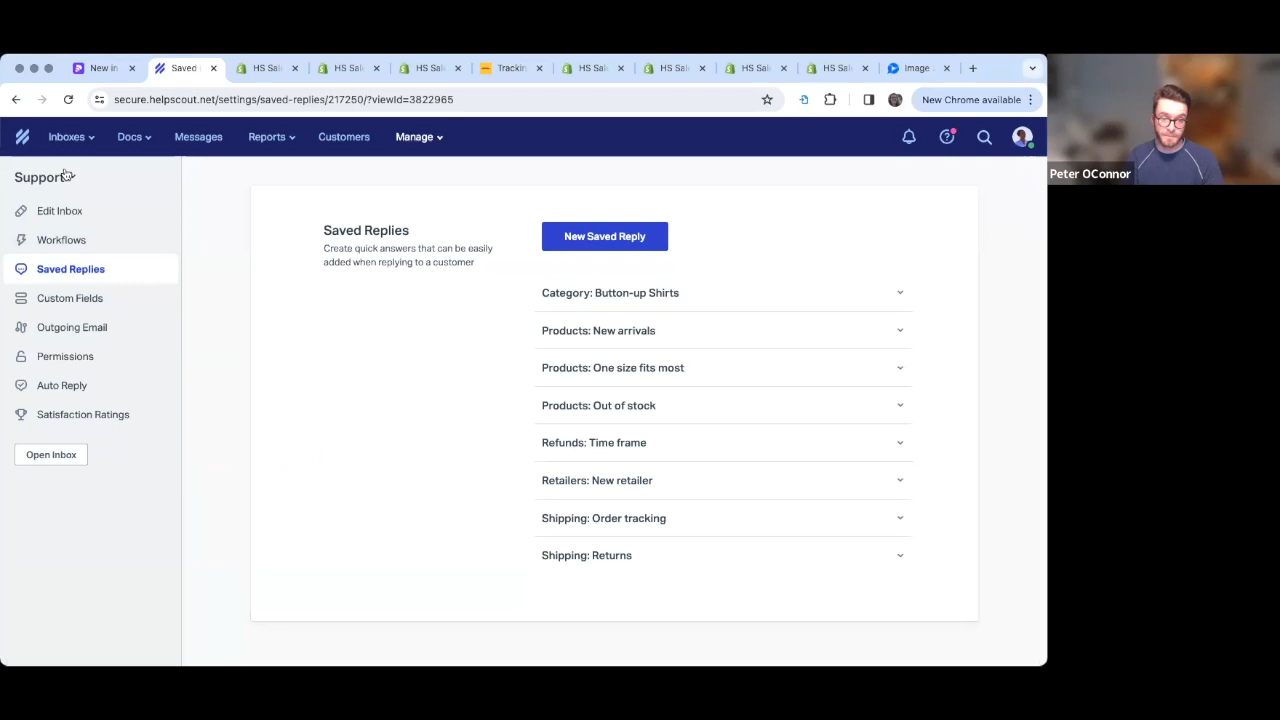 New in
Saved
HS Sal
HS Sal
HS Sal
Trackin
HS Sal
HS Sal
HS Sal
HS Sal
Image
secure.helpscout.net/settings/saved-replies/217250/?viewId=3822965
New Chrome available
Inboxes
Docs
Messages
Reports
Customers
Manage
Peter OConnor
Support
Edit Inbox
Workflows
Saved Replies
Custom Fields
Outgoing Email
Permissions
Auto Reply
Satisfaction Ratings
Open Inbox
Saved Replies
Create quick answers that can be easily
added when replying to a customer
New Saved Reply
Category: Button-up Shirts
Products: New arrivals
Products: One size fits most
Products: Out of stock
Refunds: Time frame
Retailers: New retailer
Shipping: Order tracking
Shipping: Returns